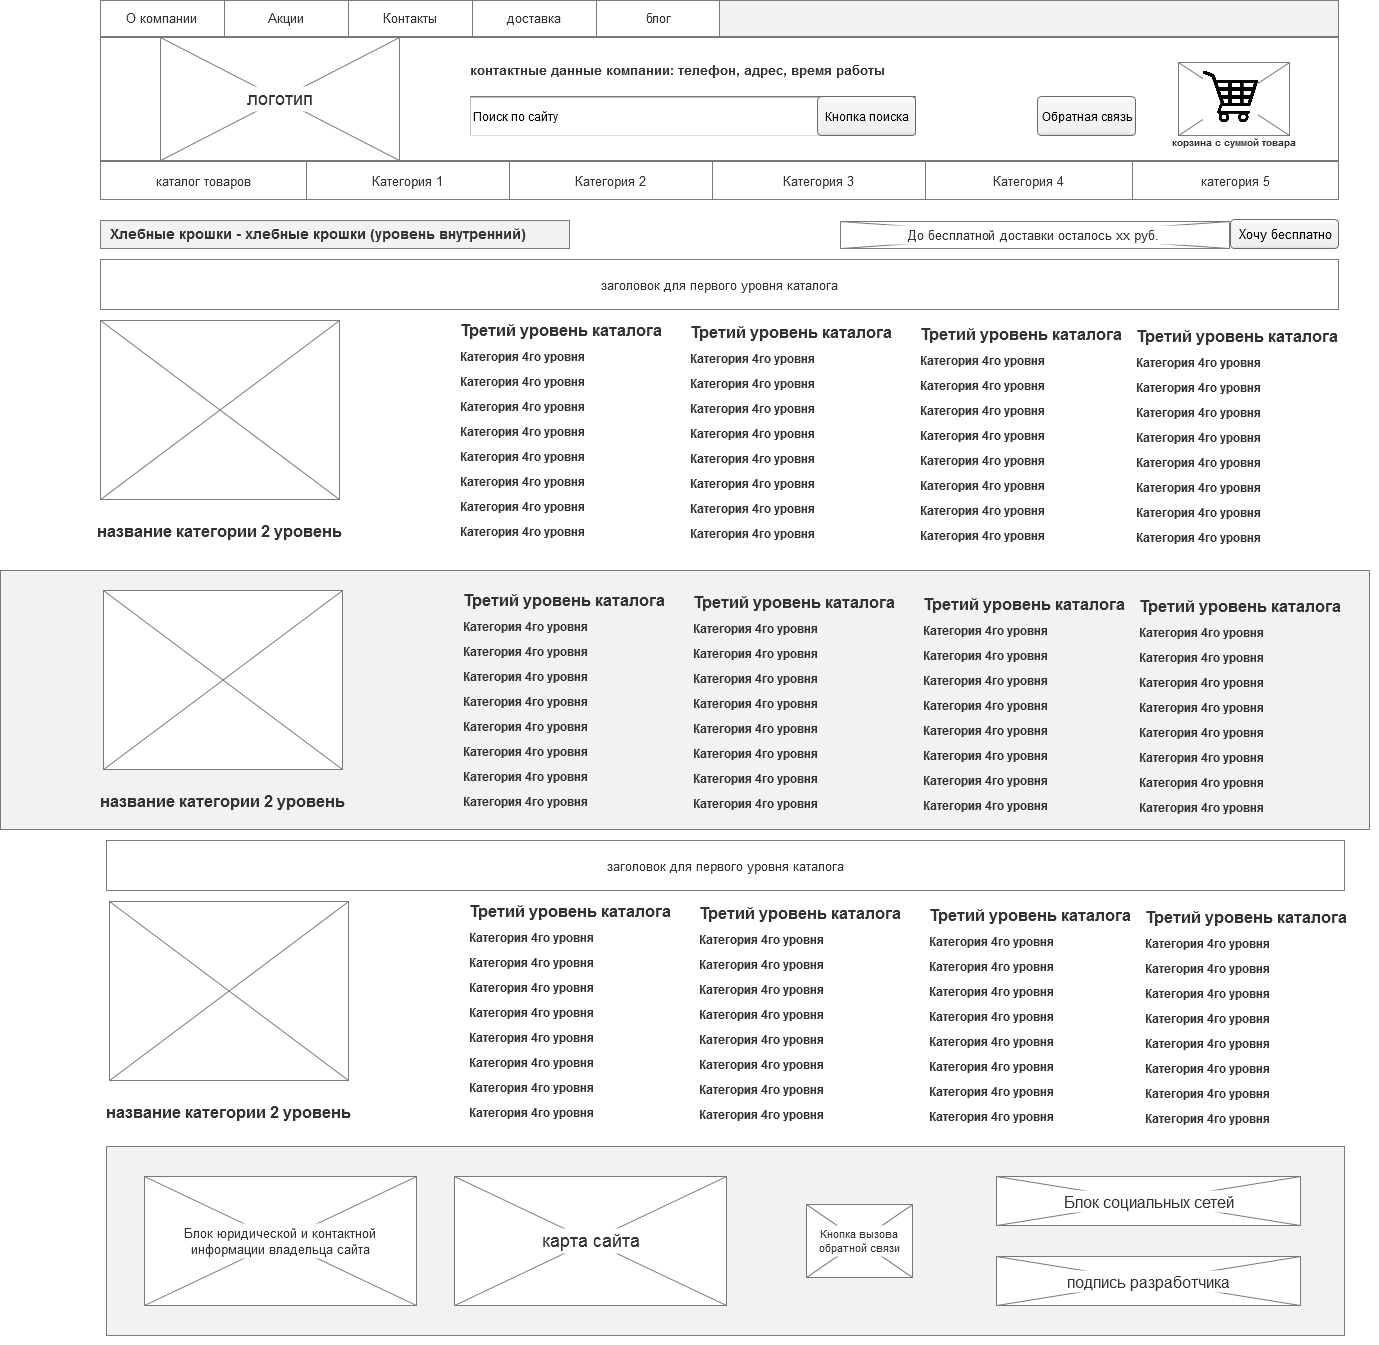 О компании
Акции
Контакты
доставка
блог
логотип
контактные данные компании: телефон, адрес, время работы
Поиск по сайту
Кнопка поиска
Обратная связь
корзина с суммой товара
каталог товаров
Категория 1
Категория 2
Категория 3
Категория 4
категория 5
Хлебные крошки - хлебные крошки (уровень внутренний)
До бесплатной доставки осталось xx руб.
Хочу бесплатно
заголовок для первого уровня каталога
название категории 2 уровень
Третий уровень каталога
Категория 4го уровня
Категория 4го уровня
Категория 4го уровня
Категория 4го уровня
Категория 4го уровня
Категория 4го уровня
Категория 4го уровня
Категория 4го уровня
Третий уровень каталога
Категория 4го уровня
Категория 4го уровня
Категория 4го уровня
Категория 4го уровня
Категория 4го уровня
Категория 4го уровня
Категория 4го уровня
Категория 4го уровня
Третий уровень каталога
Категория 4го уровня
Категория 4го уровня
Категория 4го уровня
Категория 4го уровня
Категория 4го уровня
Категория 4го уровня
Категория 4го уровня
Категория 4го уровня
Третий уровень каталога
Категория 4го уровня
Категория 4го уровня
Категория 4го уровня
Категория 4го уровня
Категория 4го уровня
Категория 4го уровня
Категория 4го уровня
Категория 4го уровня
название категории 2 уровень
Третий уровень каталога
Категория 4го уровня
Категория 4го уровня
Категория 4го уровня
Категория 4го уровня
Категория 4го уровня
Категория 4го уровня
Категория 4го уровня
Категория 4го уровня
Третий уровень каталога
Категория 4го уровня
Категория 4го уровня
Категория 4го уровня
Категория 4го уровня
Категория 4го уровня
Категория 4го уровня
Категория 4го уровня
Категория 4го уровня
Третий уровень каталога
Категория 4го уровня
Категория 4го уровня
Категория 4го уровня
Категория 4го уровня
Категория 4го уровня
Категория 4го уровня
Категория 4го уровня
Категория 4го уровня
Третий уровень каталога
Категория 4го уровня
Категория 4го уровня
Категория 4го уровня
Категория 4го уровня
Категория 4го уровня
Категория 4го уровня
Категория 4го уровня
Категория 4го уровня
заголовок для первого уровня каталога
название категории 2 уровень
Третий уровень каталога
Категория 4го уровня
Категория 4го уровня
Категория 4го уровня
Категория 4го уровня
Категория 4го уровня
Категория 4го уровня
Категория 4го уровня
Категория 4го уровня
Третий уровень каталога
Категория 4го уровня
Категория 4го уровня
Категория 4го уровня
Категория 4го уровня
Категория 4го уровня
Категория 4го уровня
Категория 4го уровня
Категория 4го уровня
Третий уровень каталога
Категория 4го уровня
Категория 4го уровня
Категория 4го уровня
Категория 4го уровня
Категория 4го уровня
Категория 4го уровня
Категория 4го уровня
Категория 4го уровня
Третий уровень каталога
Категория 4го уровня
Категория 4го уровня
Категория 4го уровня
Категория 4го уровня
Категория 4го уровня
Категория 4го уровня
Категория 4го уровня
Категория 4го уровня
Блок юридической и контактной
информации владельца сайта
карта сайта
Кнопка вызова
обратной связи
Блок социальных сетей
подпись разработчика